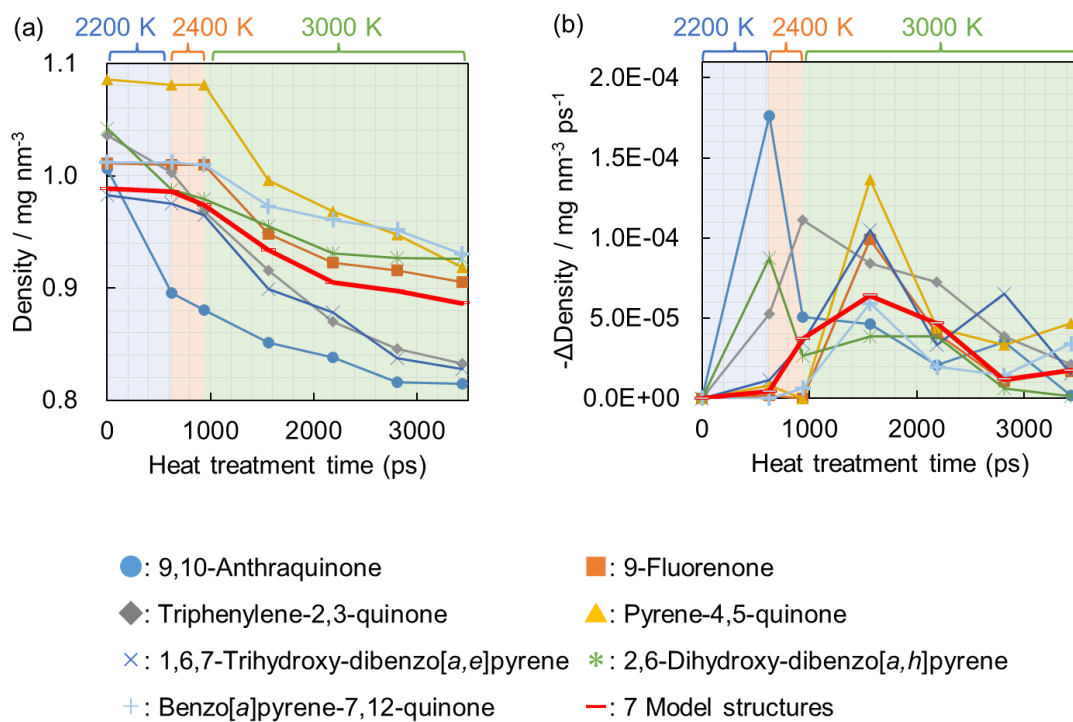 (a)
2200 K 2400 K 3000 K
1.1
1.0
0.9
0.8
Density / mg nm-3
0 1000 2000 3000
Heat treatment time (ps)
(b)
2200 K 2400 K 3000 K
2.0E-04
1.5E-04
1.0E-04
5.0E-05
0.0E+00
-ΔDensity / mg nm-3 ps-1
0 1000 2000 3000
Heat treatment time (ps)
: 9,10-Anthraquinone
: 9-Fluorenone
: Triphenylene-2,3-quinone
: Pyrene-4,5-quinone
: 1,6,7-Trihydroxy-dibenzo[a,e]pyrene
: 2,6-Dihydroxy-dibenzo[a,h]pyrene
: Benzo[a]pyrene-7,12-quinone
: 7 Model structures